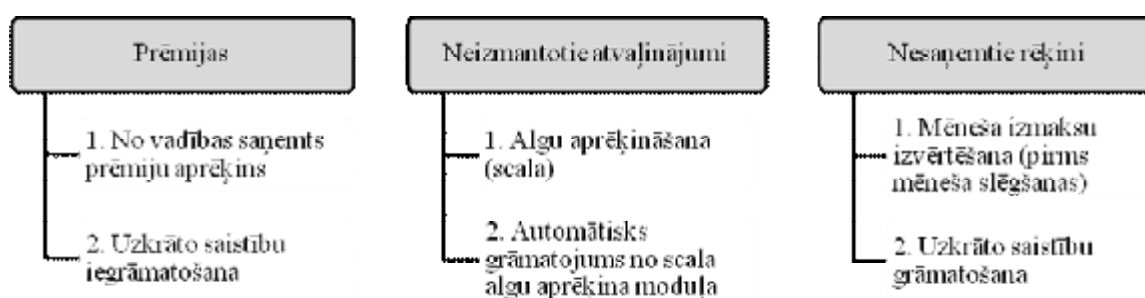 Prēmijas
1. No vadības saņemts
prēmiju aprēķins
2. Uzkrāto saistību
iegrāmatošana
Neizmantotie atvaļinājumi
1. Algu aprēķināšana
(scala)
2. Automātisks
grāmatojums no scala
algu aprēķina moduļa
Nesaņemtie rēķini
1. Mēneša izmaksu
izvērtēšana (pirms
mēneša slēgšanas)
2. Uzkrāto saistību
grāmatošana